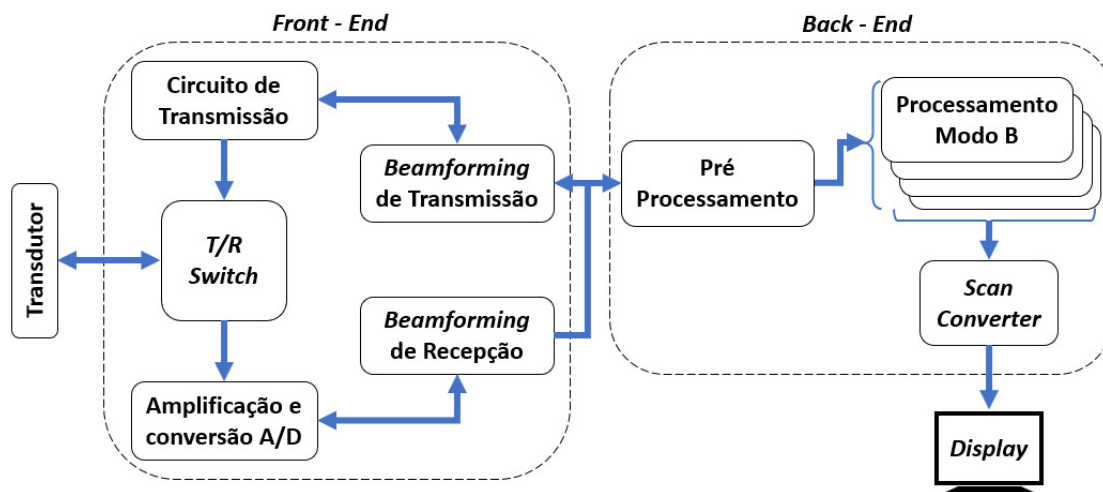 Front - End
Back - End
Circuito de
Transmissão
Beamforming
de Transmissão
T/R
Switch
Transdutor
Beamforming
de Recepção
Amplificação e
conversão A/D
Pré
Processamento
Processamento
Modo B
Scan
Converter
Display